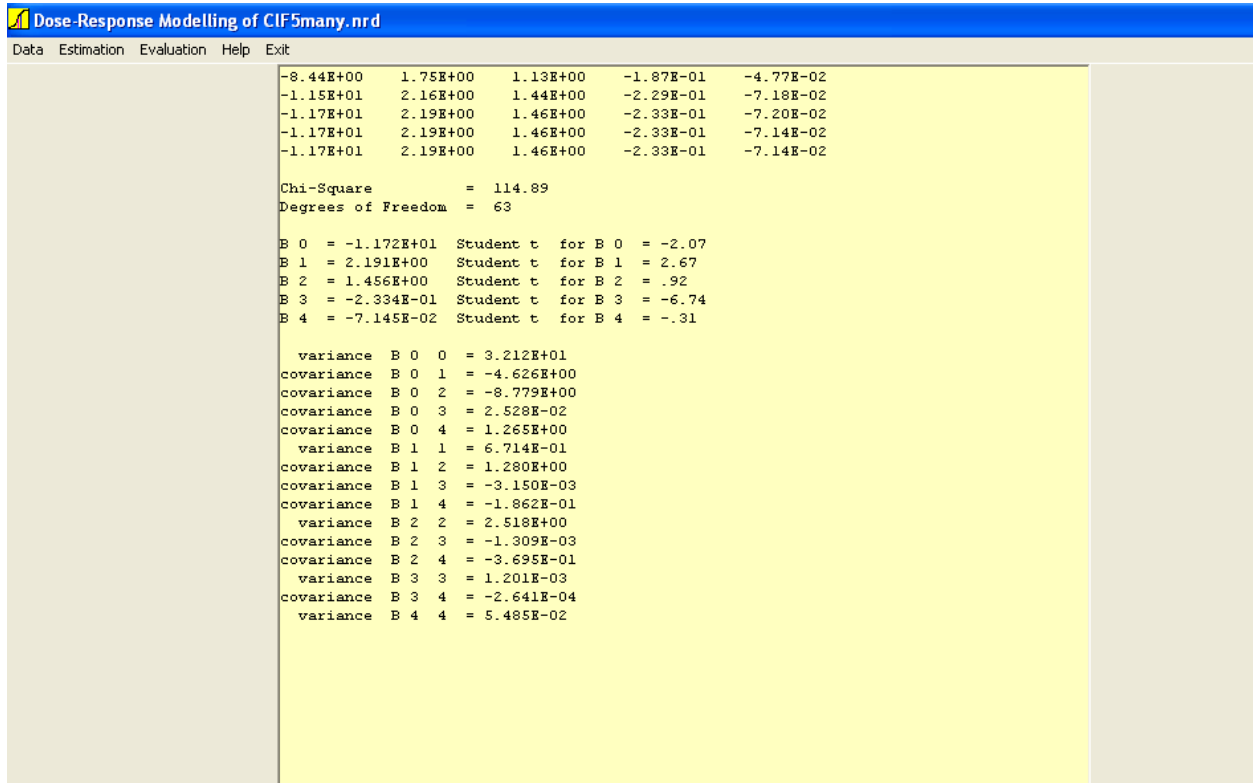 Dose-Response Modelling of ClF5many.nrd
Data Estimation Evaluation Help Exit
-8.44E+00 1.75E+00 1.13E+00 -1.87E-01 -4.77E-02
-1.15E+01 2.16E+00 1.44E+00 -2.29E-01 -7.18E-02
-1.17E+01 2.19E+00 1.46E+00 -2.33E-01 -7.20E-02
-1.17E+01 2.19E+00 1.46E+00 -2.33E-01 -7.14E-02
-1.17E+01 2.19E+00 1.46E+00 -2.33E-01 -7.14E-02
Chi-Square = 114.89
Degrees of Freedom = 63
B 0 = -1.172E+01 Student t for B 0 = -2.07
B 1 = 2.191E+00 Student t for B 1 = 2.67
B 2 = 1.456E+00 Student t for B 2 = .92
B 3 = -2.334E-01 Student t for B 3 = -6.74
B 4 = -7.145E-02 Student t for B 4 = -.31
variance B 0 0 = 3.212E+01
covariance B 0 1 = -4.626E+00
covariance B 0 2 = -8.779E+00
covariance B 0 3 = 2.528E-02
covariance B 0 4 = 1.265E+00
variance B 1 1 = 6.714E-01
covariance B 1 2 = 1.280E+00
covariance B 1 3 = -3.150E-03
covariance B 1 4 = -1.862E-01
variance B 2 2 = 2.518E+00
covariance B 2 3 = -1.309E-03
covariance B 2 4 = -3.695E-01
variance B 3 3 = 1.201E-03
covariance B 3 4 = -2.641E-04
variance B 4 4 = 5.485E-02